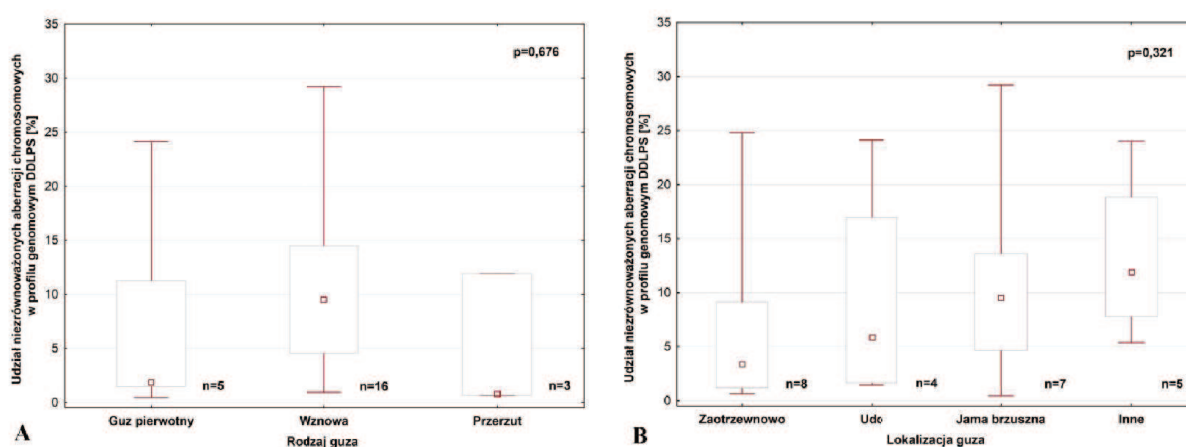 Udział niezrównoważonych aberracji chromosomowych
w profilu genomowym DDLPS [%]
35
30
25
20
15
10
5
0
p=0,676
n=5
n=16
n=3
Guz pierwotny
Wznowa
Przerzut
Rodzaj guza
A
Udział niezrównoważonych aberracji chromosomowych
w profilu genomowym DDLPS [%]
35
30
25
20
15
10
5
0
p=0,321
n=8
n=4
n=7
n=5
Zaotrzewnowo
Udo
Jama brzuszna
Inne
Lokalizacja guza
B